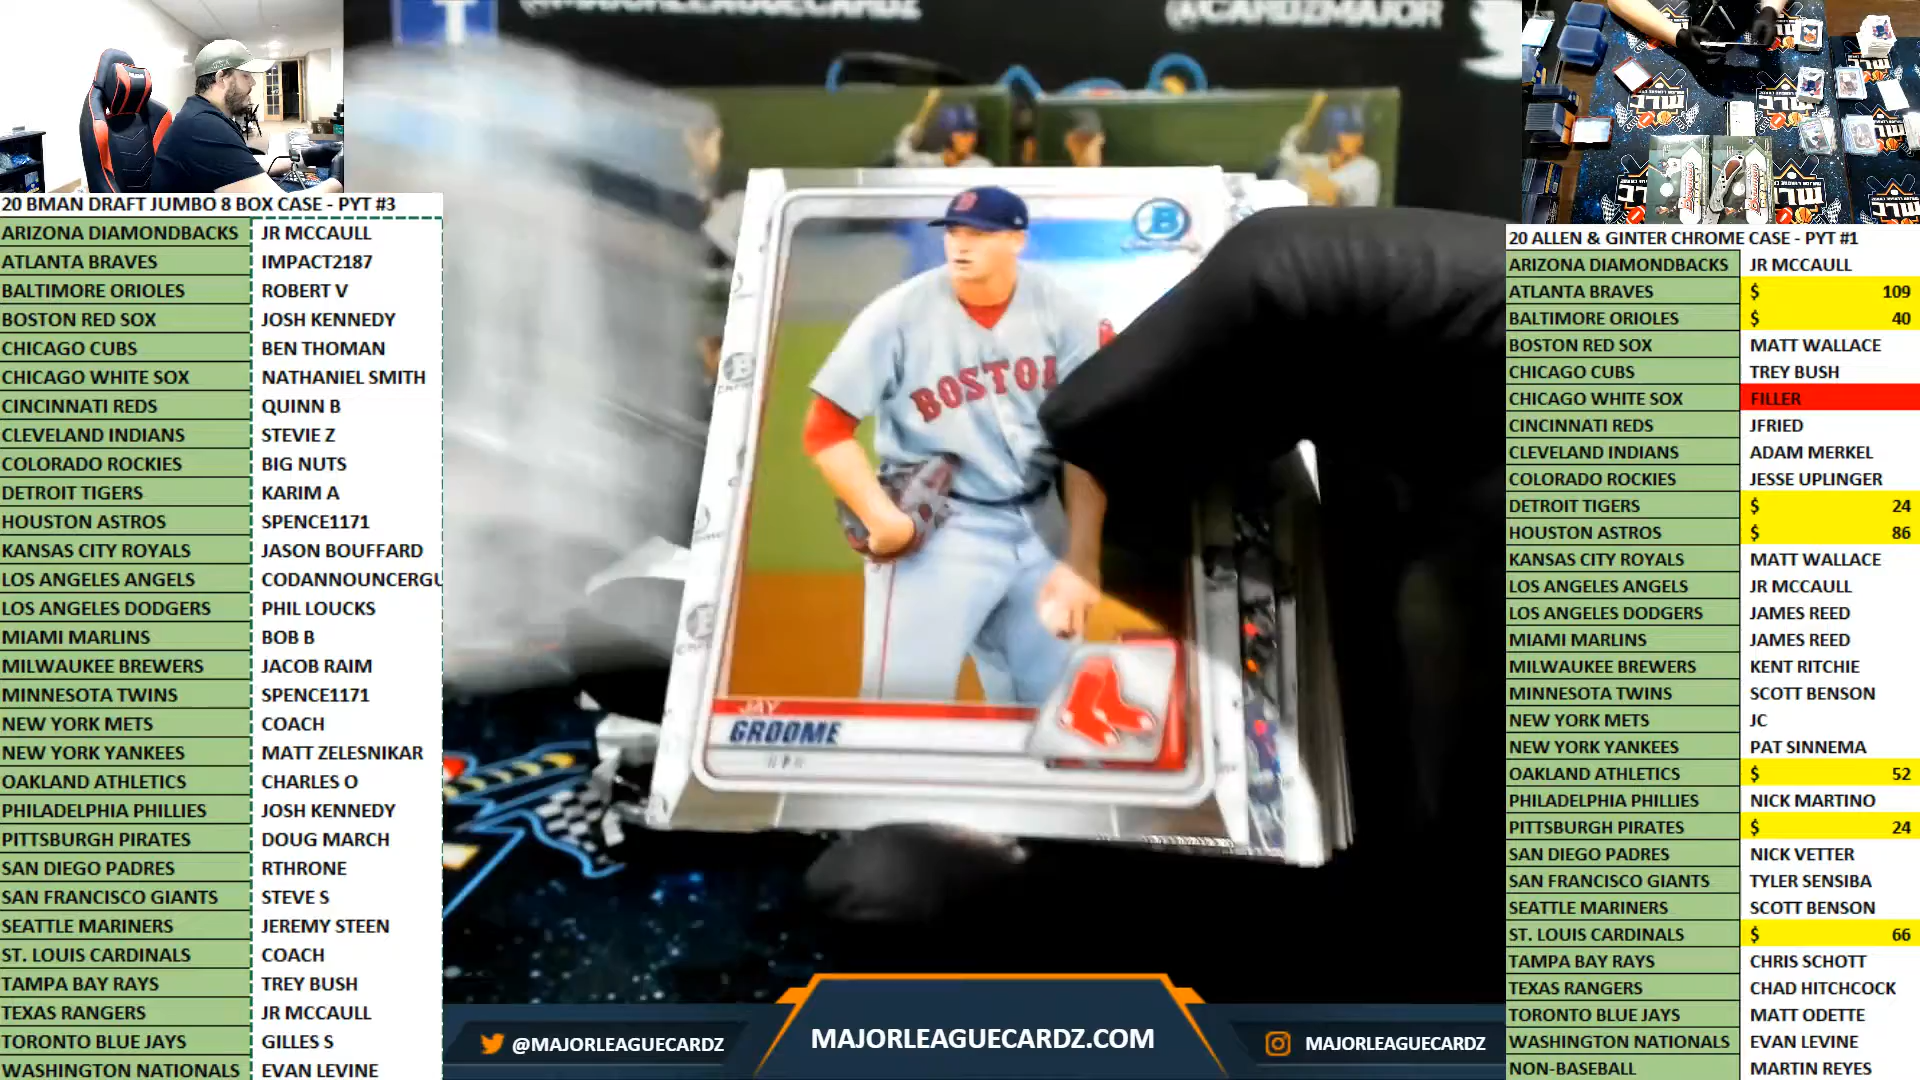 @MAJORLEAGUECARDZ
@CARDZMAJOR
20 BMAN DRAFT JUMBO 8 BOX CASE - PYT #3
ARIZONA DIAMONDBACKS JR MCCAULL
ATLANTA BRAVES IMPACT2187
BALTIMORE ORIOLES ROBERT V
BOSTON RED SOX JOSH KENNEDY
CHICAGO CUBS BEN THOMAN
CHICAGO WHITE SOX NATHANIEL SMITH
CINCINNATI REDS QUINN B
CLEVELAND INDIANS STEVIE Z
COLORADO ROCKIES BIG NUTS
DETROIT TIGERS KARIM A
HOUSTON ASTROS SPENCE1171
KANSAS CITY ROYALS JASON BOUFFARD
LOS ANGELES ANGELS CODANNOUNCERGU
LOS ANGELES DODGERS PHIL LOUCKS
MIAMI MARLINS BOB B
MILWAUKEE BREWERS JACOB RAIM
MINNESOTA TWINS SPENCE1171
NEW YORK METS COACH
NEW YORK YANKEES MATT ZELESNIKAR
OAKLAND ATHLETICS CHARLES O
PHILADELPHIA PHILLIES JOSH KENNEDY
PITTSBURGH PIRATES DOUG MARCH
SAN DIEGO PADRES RTHRONE
SAN FRANCISCO GIANTS STEVE S
SEATTLE MARINERS JEREMY STEEN
ST. LOUIS CARDINALS COACH
TAMPA BAY RAYS TREY BUSH
TEXAS RANGERS JR MCCAULL
TORONTO BLUE JAYS GILLES S
WASHINGTON NATIONALS EVAN LEVINE
B
B
BOSTON
JAY
GROOME
@MAJORLEAGUECARDZ
MAJORLEAGUECARDZ.COM
MAJORLEAGUECARDZ
20 ALLEN & GINTER CHROME CASE - PYT #1
ARIZONA DIAMONDBACKS JR MCCAULL
ATLANTA BRAVES $ 109
BALTIMORE ORIOLES $ 40
BOSTON RED SOX MATT WALLACE
CHICAGO CUBS TREY BUSH
CHICAGO WHITE SOX FILLER
CINCINNATI REDS JFRIED
CLEVELAND INDIANS ADAM MERKEL
COLORADO ROCKIES JESSE UPLINGER
DETROIT TIGERS $ 24
HOUSTON ASTROS $ 86
KANSAS CITY ROYALS MATT WALLACE
LOS ANGELES ANGELS JR MCCAULL
LOS ANGELES DODGERS JAMES REED
MIAMI MARLINS JAMES REED
MILWAUKEE BREWERS KENT RITCHIE
MINNESOTA TWINS SCOTT BENSON
NEW YORK METS JC
NEW YORK YANKEES PAT SINNEMA
OAKLAND ATHLETICS $ 52
PHILADELPHIA PHILLIES NICK MARTINO
PITTSBURGH PIRATES $ 24
SAN DIEGO PADRES NICK VETTER
SAN FRANCISCO GIANTS TYLER SENSIBA
SEATTLE MARINERS SCOTT BENSON
ST. LOUIS CARDINALS $ 66
TAMPA BAY RAYS CHRIS SCHOTT
TEXAS RANGERS CHAD HITCHCOCK
TORONTO BLUE JAYS MATT ODETTE
WASHINGTON NATIONALS EVAN LEVINE
NON-BASEBALL MARTIN REYES